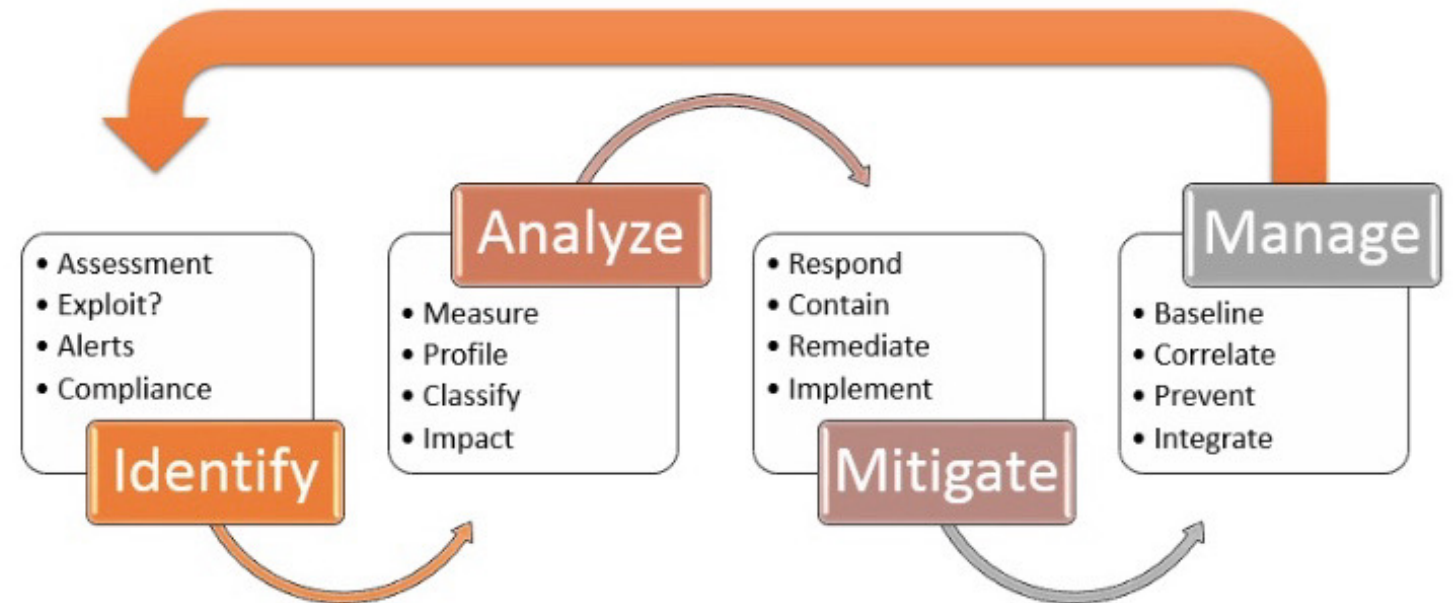 • Assessment
• Exploit?
• Alerts
• Compliance
Identify
Analyze
• Measure
• Profile
• Classify
• Impact
• Respond
• Contain
• Remediate
• Implement
Mitigate
Manage
• Baseline
• Correlate
• Prevent
• Integrate